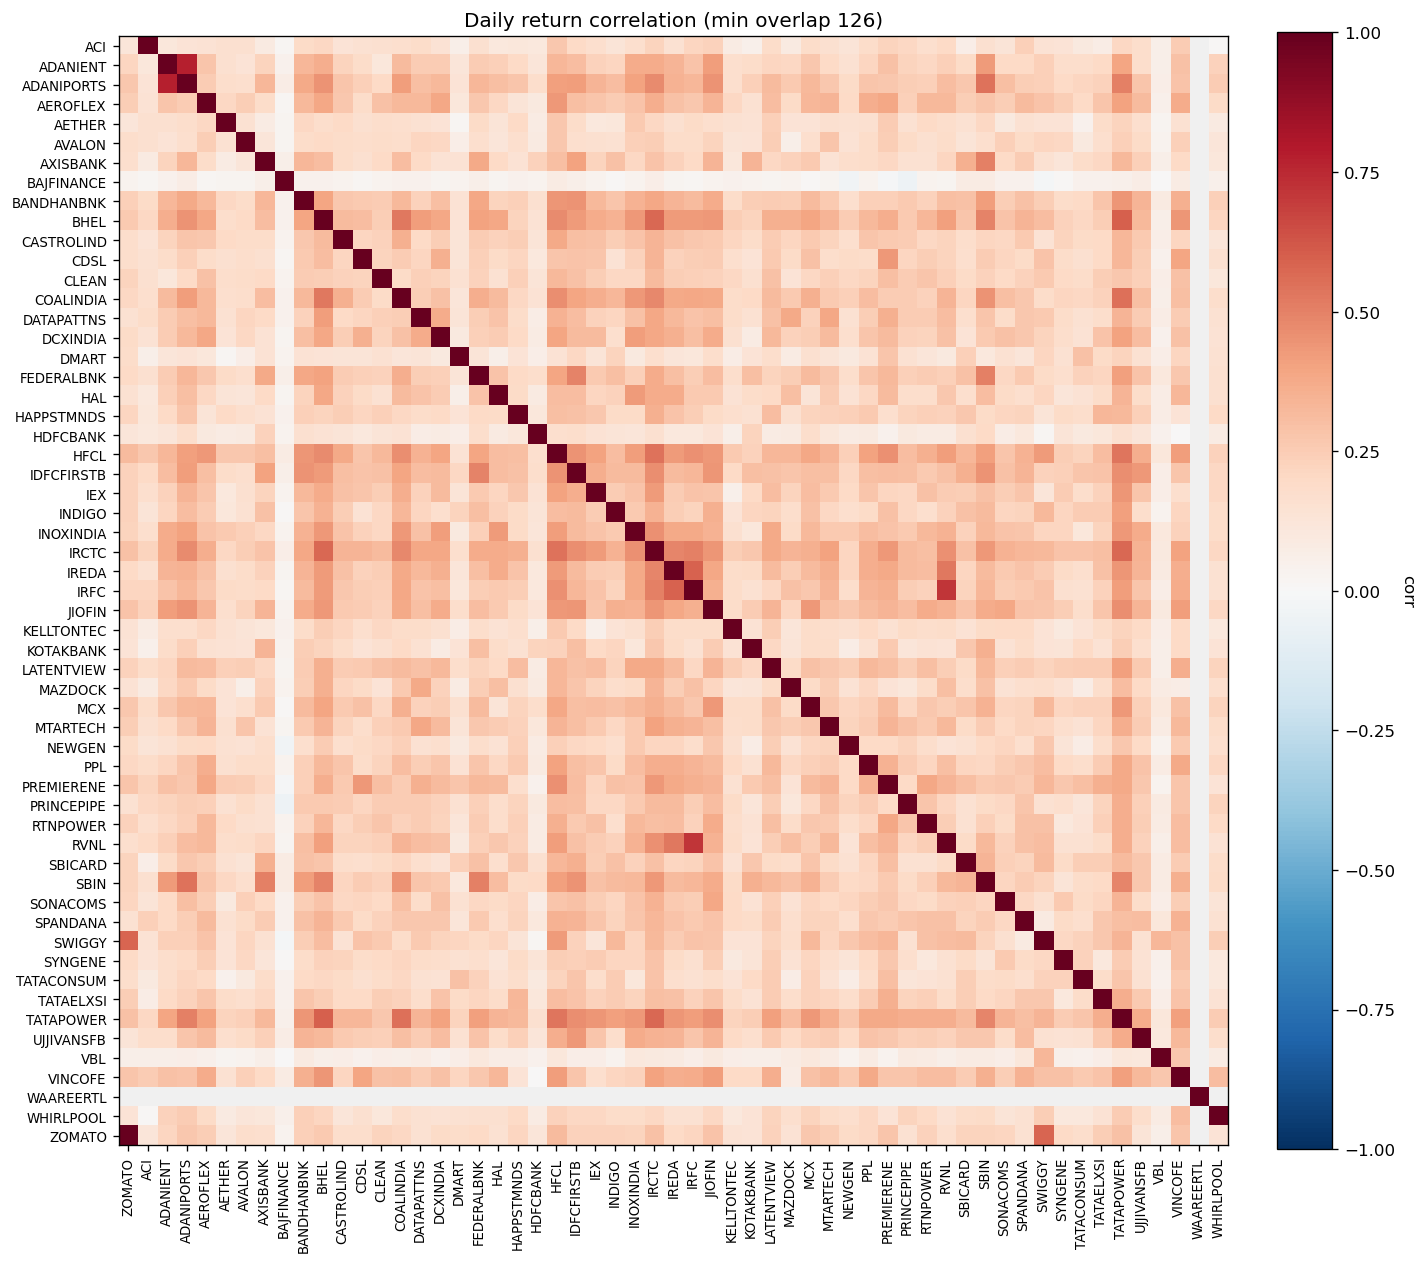 Daily return correlation (min overlap 126)
ACI
ADANIENT
ADANIPORTS
AEROFLEX
AETHER
AVALON
AXISBANK
BAJFINANCE
BANDHANBNK
BHEL
CASTROLIND
CDSL
CLEAN
COALINDIA
DATAPATTNS
DCXINDIA
DMART
FEDERALBNK
HAL
HAPPSTMNDS
HDFCBANK
HFCL
IDFCFIRSTB
IEX
INDIGO
INOXINDIA
IRCTC
IREDA
IRFC
JIOFIN
KELLTONTEC
KOTAKBANK
LATENTVIEW
MAZDOCK
MCX
MTARTECH
NEWGEN
PPL
PREMIERENE
PRINCEPIPE
RTNPOWER
RVNL
SBICARD
SBIN
SONACOMS
SPANDANA
SWIGGY
SYNGENE
TATACONSUM
TATAELXSI
TATAPOWER
UJJIVANSFB
VBL
VINCOFE
WAAREERTL
WHIRLPOOL
ZOMATO
ZOMATO
ACI
ADANIENT
ADANIPORTS
AEROFLEX
AETHER
AVALON
AXISBANK
BAJFINANCE
BANDHANBNK
BHEL
CASTROLIND
CDSL
CLEAN
COALINDIA
DATAPATTNS
DCXINDIA
DMART
FEDERALBNK
HAL
HAPPSTMNDS
HDFCBANK
HFCL
IDFCFIRSTB
IEX
INDIGO
INOXINDIA
IRCTC
IREDA
IRFC
JIOFIN
KELLTONTEC
KOTAKBANK
LATENTVIEW
MAZDOCK
MCX
MTARTECH
NEWGEN
PPL
PREMIERENE
PRINCEPIPE
RTNPOWER
RVNL
SBICARD
SBIN
SONACOMS
SPANDANA
SWIGGY
SYNGENE
TATACONSUM
TATAELXSI
TATAPOWER
UJJIVANSFB
VBL
VINCOFE
WAAREERTL
WHIRLPOOL
1.00
0.75
0.50
0.25
0.00
−0.25
−0.50
−0.75
−1.00
corr